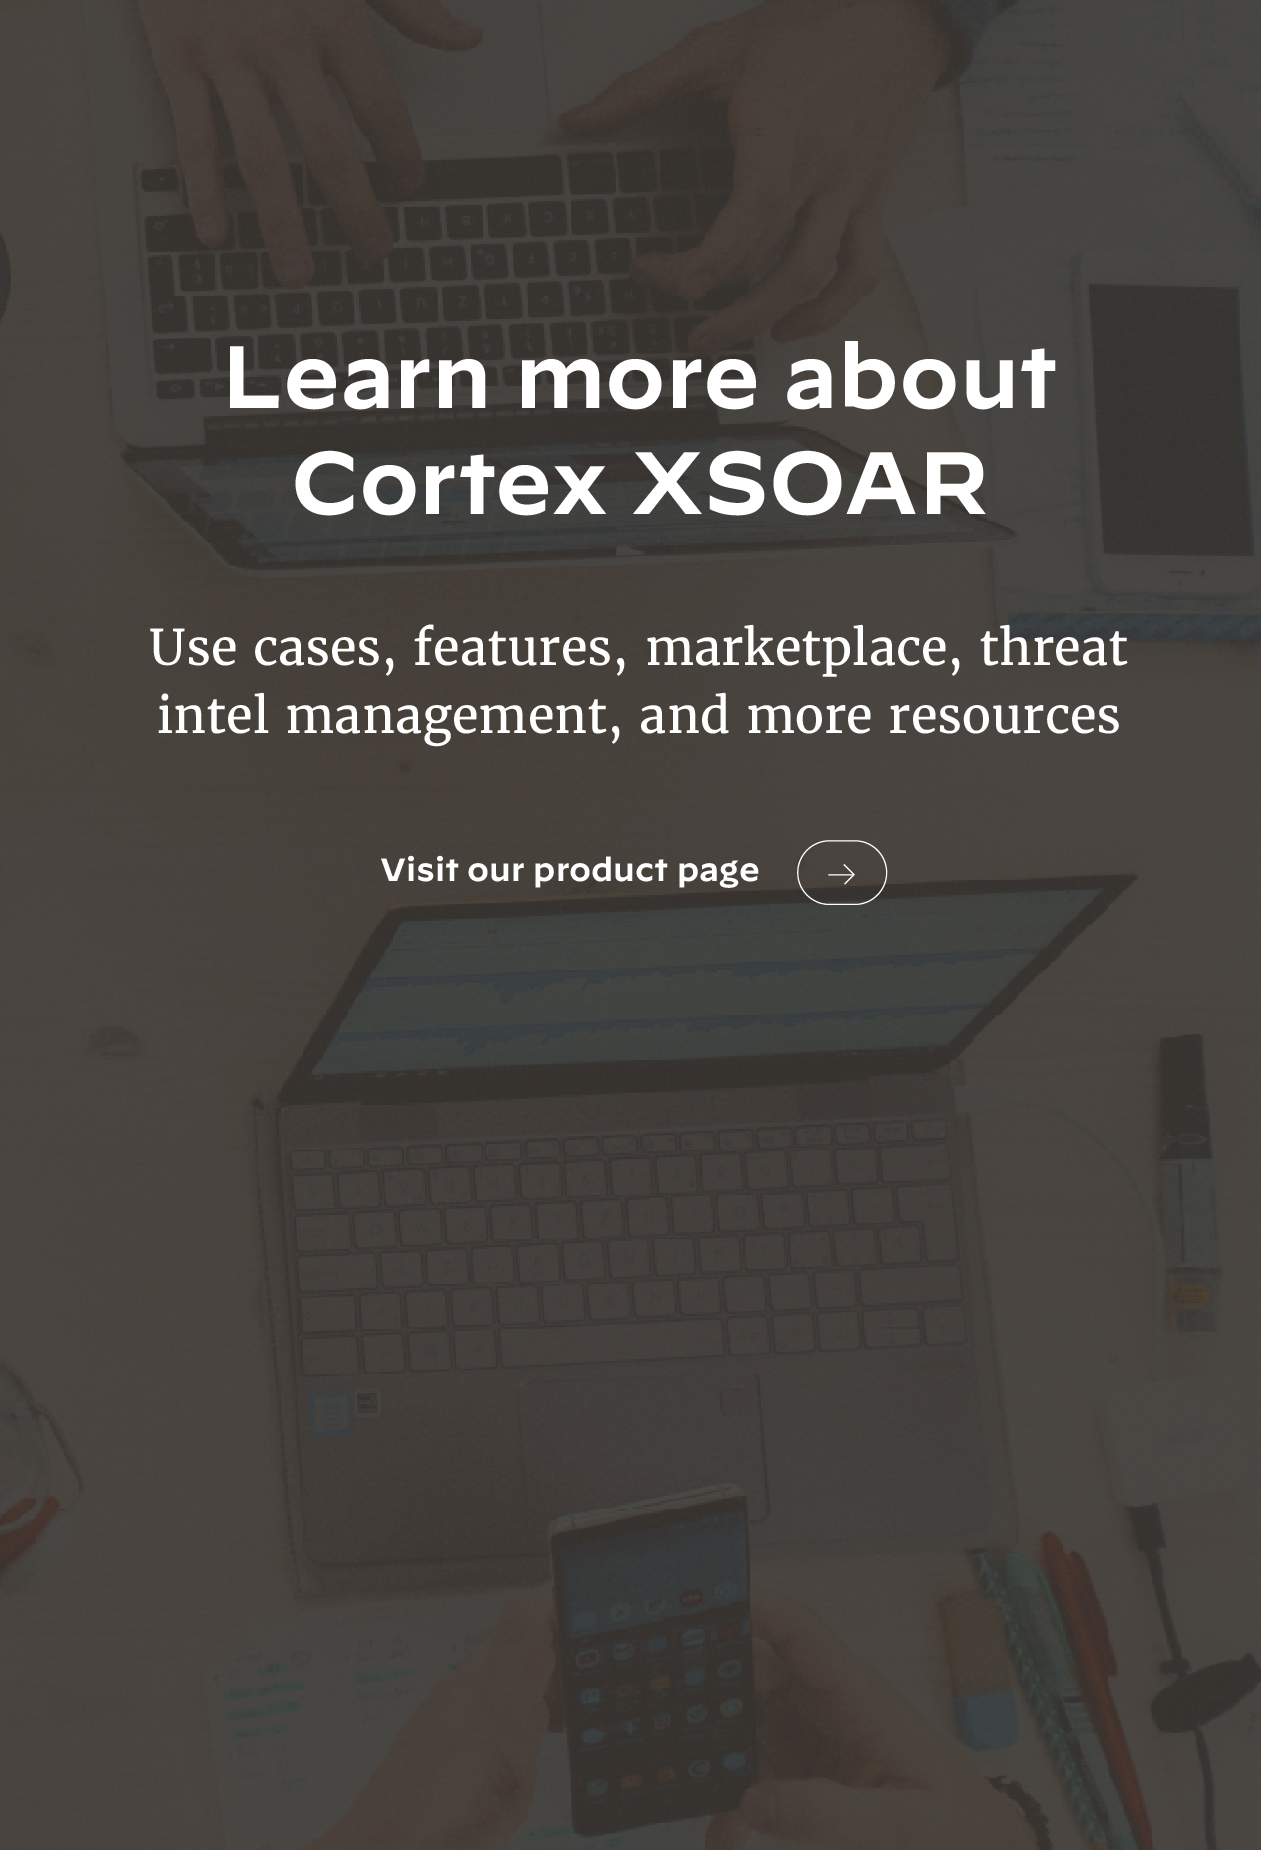 Learn more about
Cortex XSOAR
Use cases, features, marketplace, threat
intel management, and more resources
Visit our product page